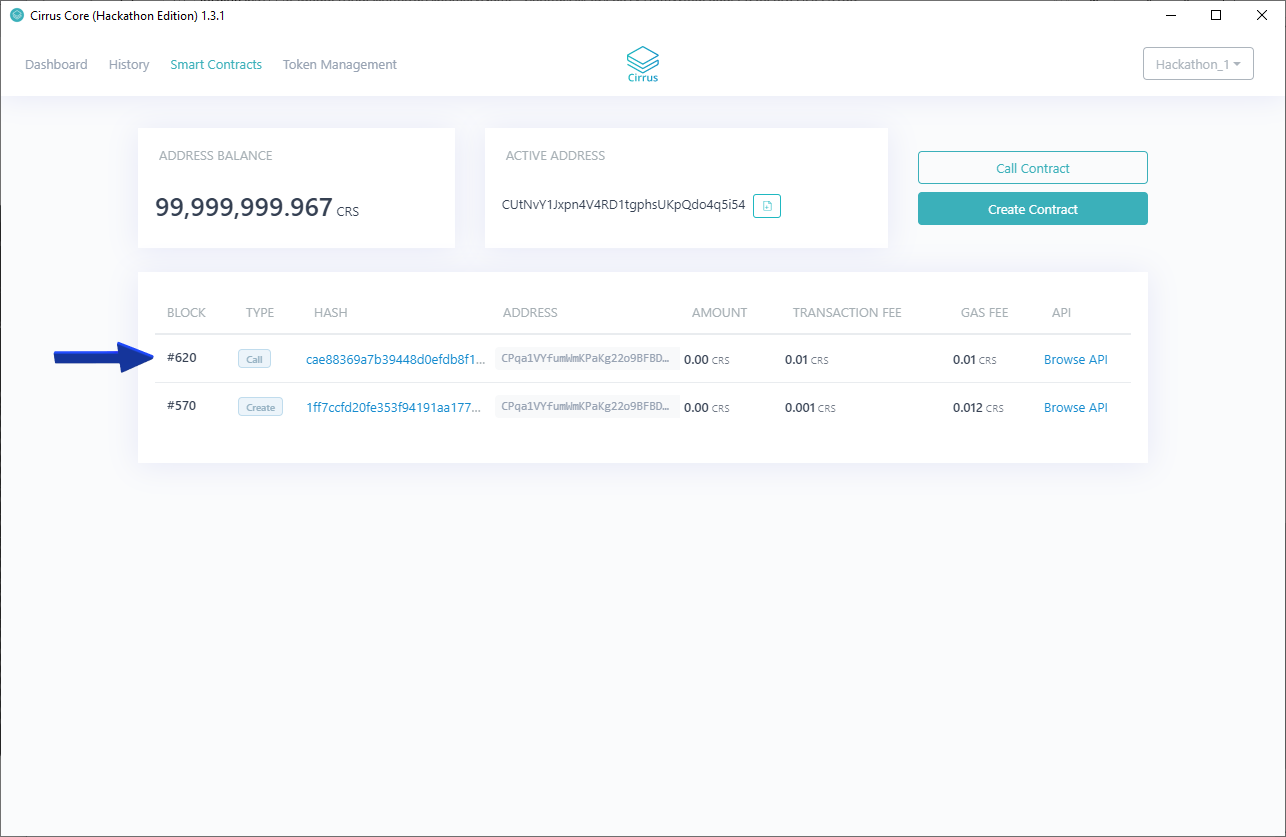 Cirrus Core (Hackathon Edition) 1.3.1
Dashboard History Smart Contracts Token Management
Cirrus
Hackathon_1
ADDRESS BALANCE
99,999,999.967 CRS
ACTIVE ADDRESS
CUtNvY1Jxpn4V4RD1tgphsUKpQdo4q5i54
Call Contract
Create Contract
BLOCK TYPE HASH ADDRESS AMOUNT TRANSACTION FEE GAS FEE API
#620 Call cae88369a7b39448d0efdb8f1... CPqa1VYfumWmKPaKg22o9BFBD… 0.00 CRS 0.01 CRS 0.01 CRS Browse API
#570 Create 1ff7ccfd20fe353f94191aa177... CPqa1VYfumWmKPaKg22o9BFBD… 0.00 CRS 0.001 CRS 0.012 CRS Browse API